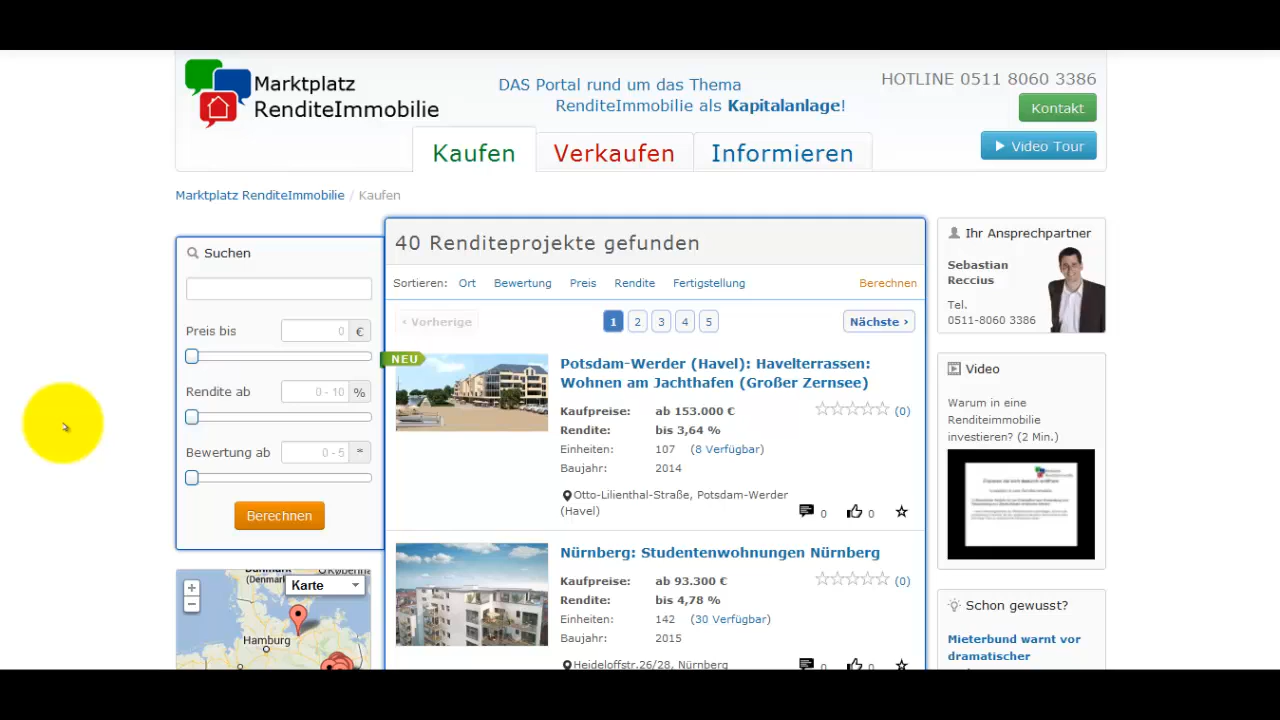 Marktplatz
RenditeImmobilie
DAS Portal rund um das Thema
RenditeImmobilie als Kapitalanlage!
HOTLINE 0511 8060 3386
Kontakt
Video Tour
Kaufen
Verkaufen
Informieren
Marktplatz RenditeImmobilie / Kaufen
Suchen
Preis bis
0 €
Rendite ab
0 - 10 %
Bewertung ab
0 - 5 *
Berechnen
Karte
(Denmark)
Hamburg
40 Renditeprojekte gefunden
Sortieren: Ort Bewertung Preis Rendite Fertigstellung Berechnen
‹ Vorherige 1 2 3 4 5 Nächste ›
NEU
Potsdam-Werder (Havel): Havelterrassen:
Wohnen am Jachthafen (Großer Zernsee)
Kaufpreise: ab 153.000 € (0)
Rendite: bis 3,64 %
Einheiten: 107 (8 Verfügbar)
Baujahr: 2014
Otto-Lilienthal-Straße, Potsdam-Werder
(Havel)
0 0
Nürnberg: Studentenwohnungen Nürnberg
Kaufpreise: ab 93.300 € (0)
Rendite: bis 4,78 %
Einheiten: 142 (30 Verfügbar)
Baujahr: 2015
Heideloffstr.26/28, Nürnberg
0 0
Ihr Ansprechpartner
Sebastian
Reccius
Tel.
0511-8060 3386
Video
Warum in eine
Renditeimmobilie
investieren? (2 Min.)
Schon gewusst?
Mieterbund warnt vor
dramatischer